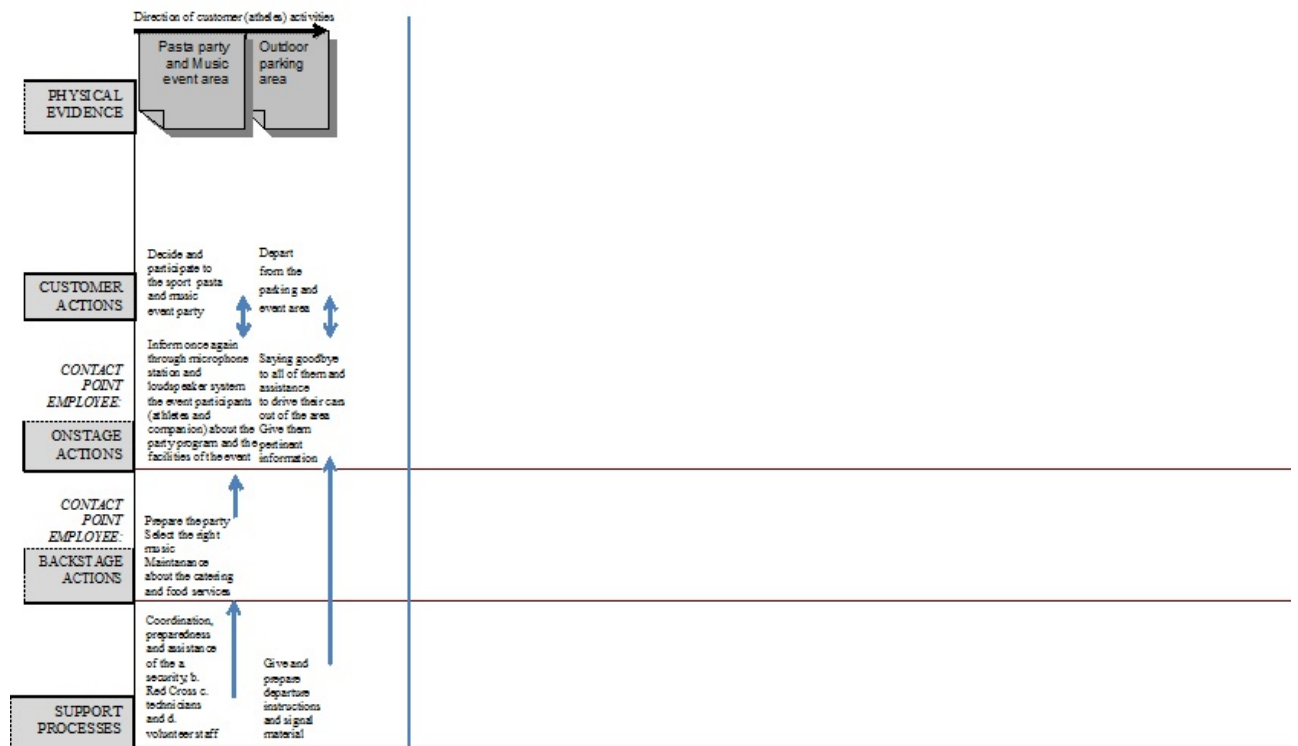 Direction of customer (atheles) activities
Pasta party
and Music
event area
Outdoor
parking
area
PHYSICAL
EVIDENCE
Decide and
participate to
the sport pasta
and music
event party
Depart
from the
parking and
event area
CUSTOMER
ACTIONS
Inform once again
through microphone
station and
loudspeaker system
the event participants
(athletes and
companion) about the
party program and the
facilities of the event
Saying goodbye
to all of them and
assistance
to drive their cars
out of the area
Give them
pertinent
information
CONTACT
POINT
EMPLOYEE:
ONSTAGE
ACTIONS
CONTACT
POINT
EMPLOYEE:
BACKSTAGE
ACTIONS
Prepare the party
Select the right
music
Maintanance
about the catering
and food services
Coordination,
preparedness
and assistance
of the a.
security, b.
Red Cross c.
technicians
and d.
volunteer staff
Give and
prepare
departure
instructions
and signal
material
SUPPORT
PROCESSES